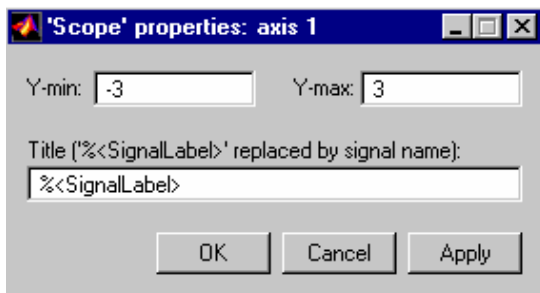 'Scope' properties: axis 1
Y-min: -3 Y-max: 3
Title ('%<SignalLabel>' replaced by signal name):
%<SignalLabel>
OK Cancel Apply